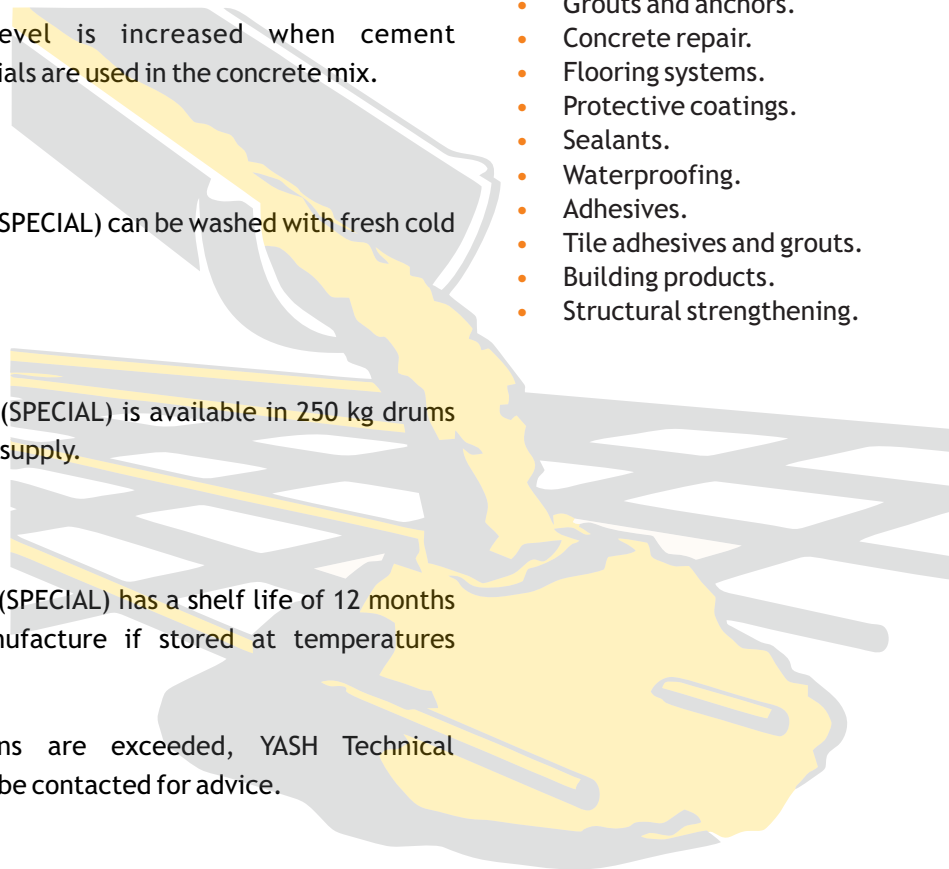 evel is increased when cement
ials are used in the concrete mix.
SPECIAL) can be washed with fresh cold
(SPECIAL) is available in 250 kg drums
supply.
(SPECIAL) has a shelf life of 12 months
nufacture if stored at temperatures
ns are exceeded, YASH Technical
be contacted for advice.
• Grouts and anchors.
• Concrete repair.
• Flooring systems.
• Protective coatings.
• Sealants.
• Waterproofing.
• Adhesives.
• Tile adhesives and grouts.
• Building products.
• Structural strengthening.